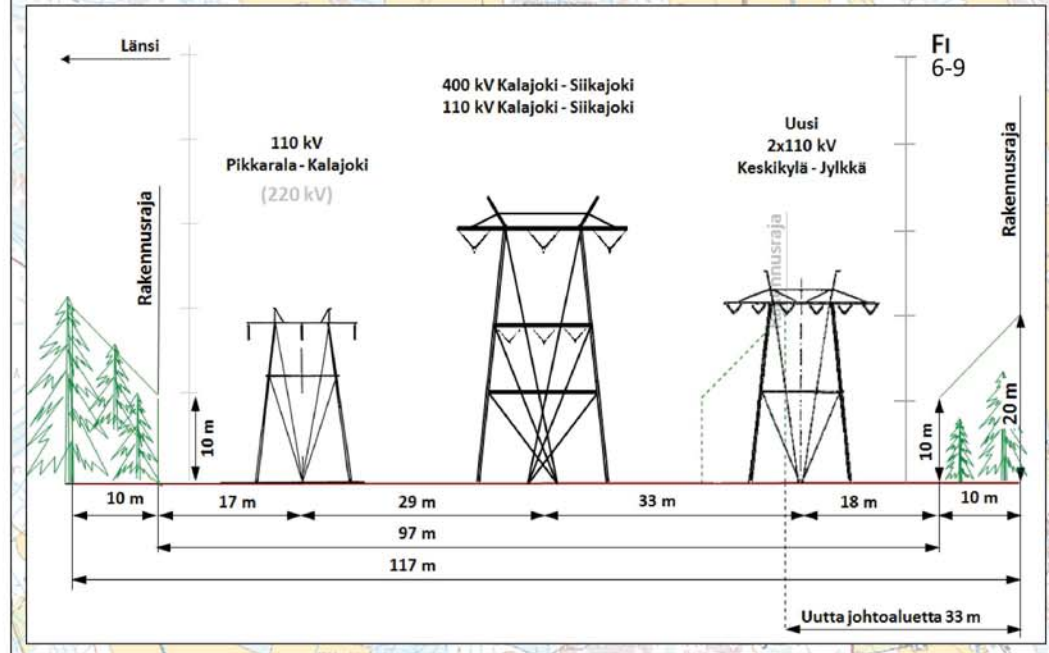 Länsi
FI
6-9
400 kV Kalajoki - Siikajoki
110 kV Kalajoki - Siikajoki
110 kV
Pikkarala - Kalajoki
(220 kV)
Uusi
2x110 kV
Keskikylä - Jylkkä
Rakennusraja
Rakennusraja
Rakennusraja
10 m
10 m
20 m
10 m
17 m
29 m
33 m
18 m
10 m
97 m
117 m
Uutta johtoaluetta 33 m